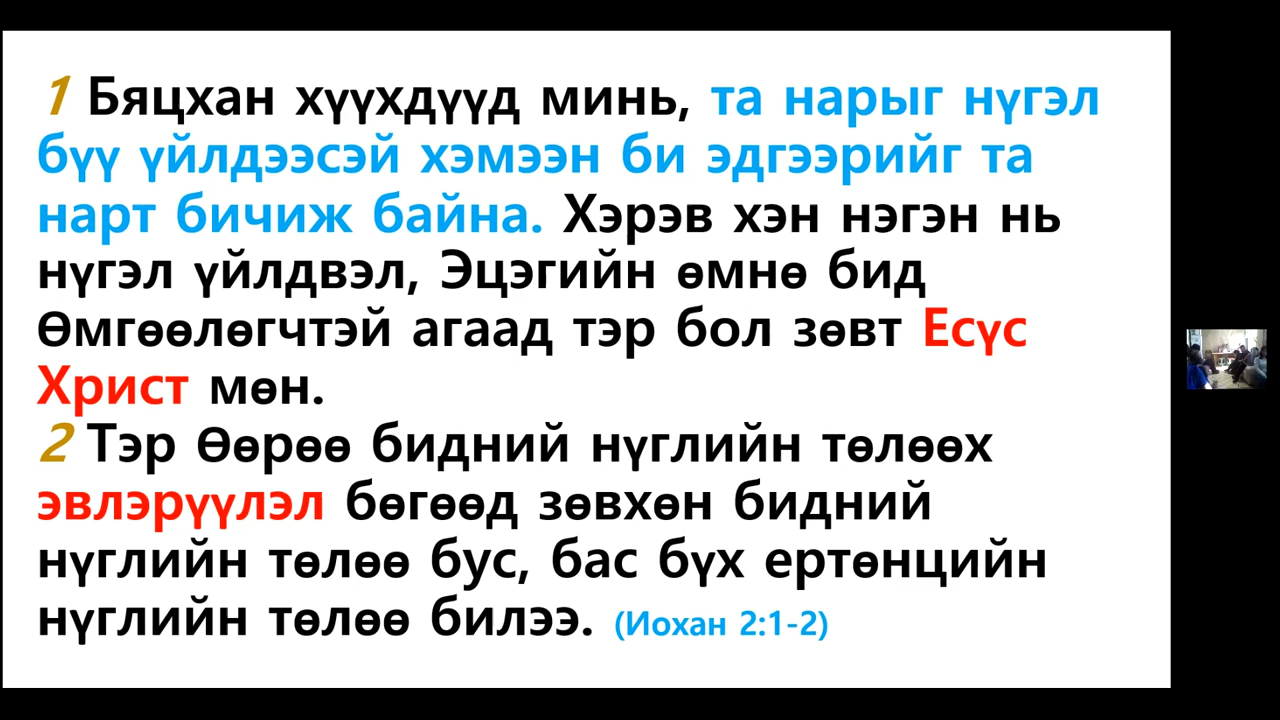 1 Бяцхан хүүхдүүд минь, та нарыг нүгэл
бүү үйлдээсэй хэмээн би эдгээрийг та
нарт бичиж байна. Хэрэв хэн нэгэн нь
нүгэл үйлдвэл, Эцэгийн өмнө бид
Өмгөөлөгчтэй агаад тэр бол зөвт Есүс
Христ мөн.
2 Тэр Өөрөө бидний нүглийн төлөөх
эвлэрүүлэл бөгөөд зөвхөн бидний
нүглийн төлөө бус, бас бүх ертөнцийн
нүглийн төлөө билээ. (Иохан 2:1-2)